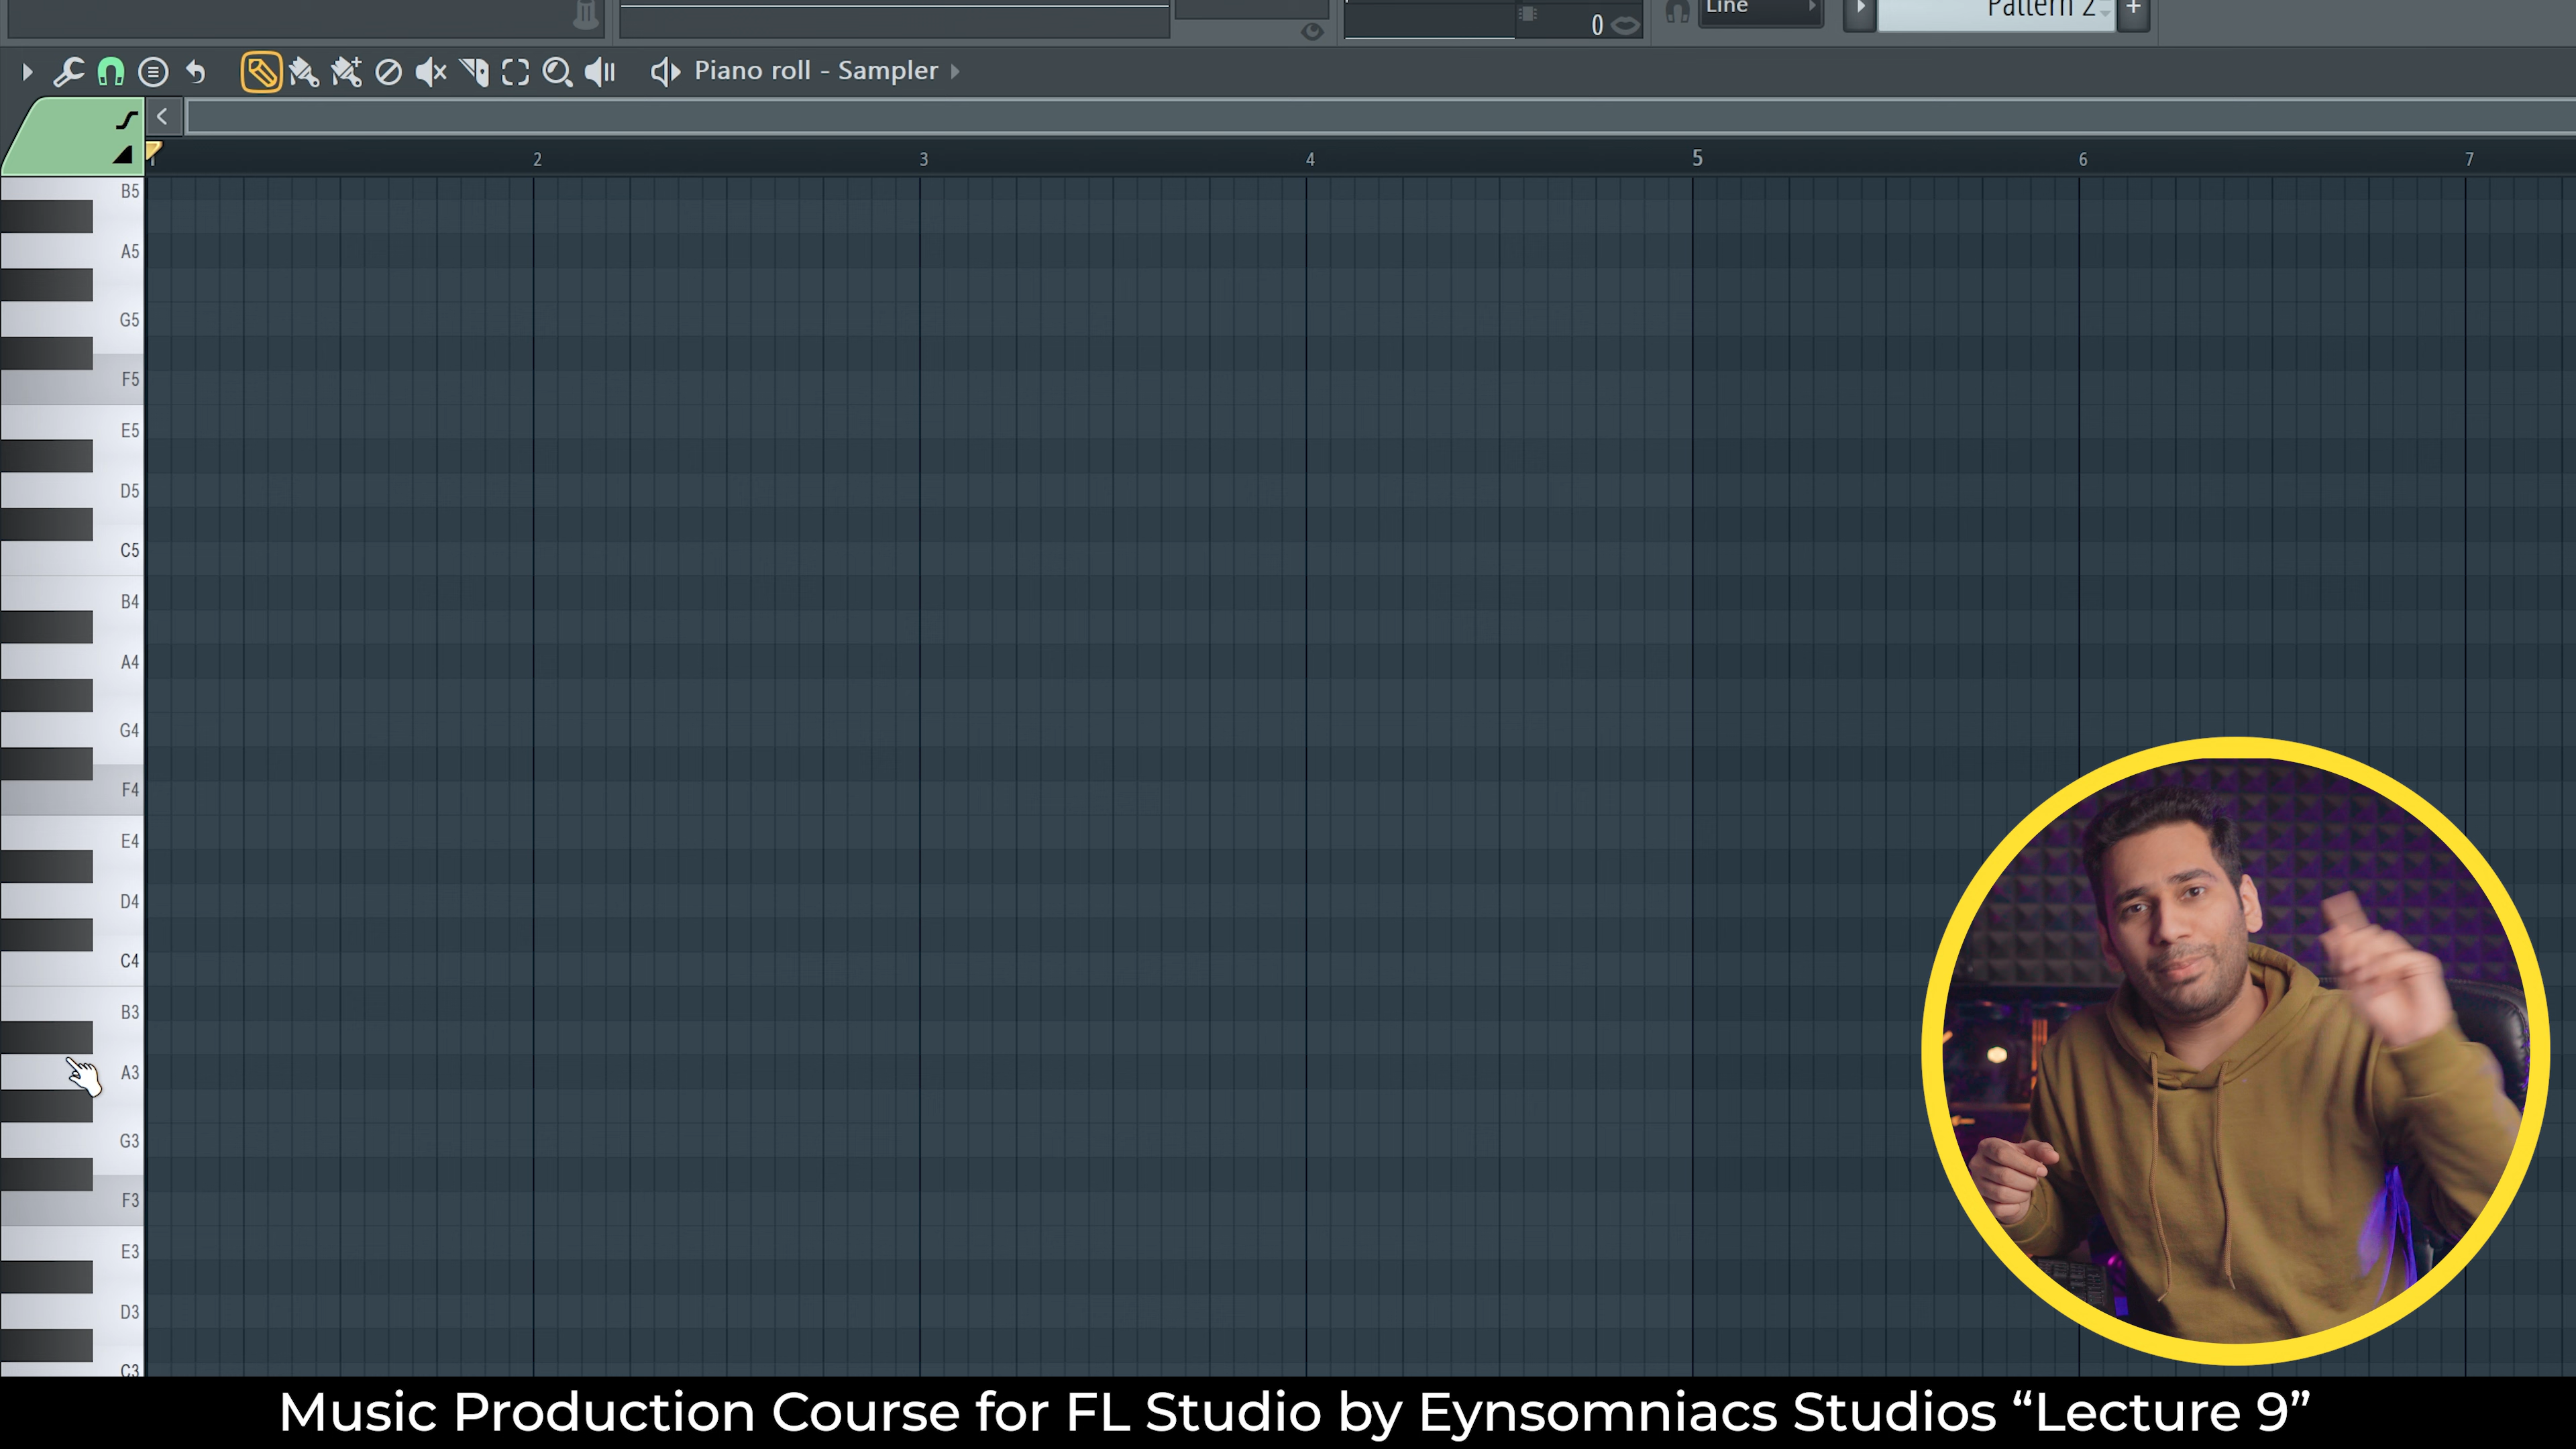 0
Line
Pattern 2
Piano roll - Sampler
2 3 4 5 6 7
B5
A5
G5
F5
E5
D5
C5
B4
A4
G4
F4
E4
D4
C4
B3
A3
G3
F3
E3
D3
C3
Music Production Course for FL Studio by Eynsomniacs Studios “Lecture 9”